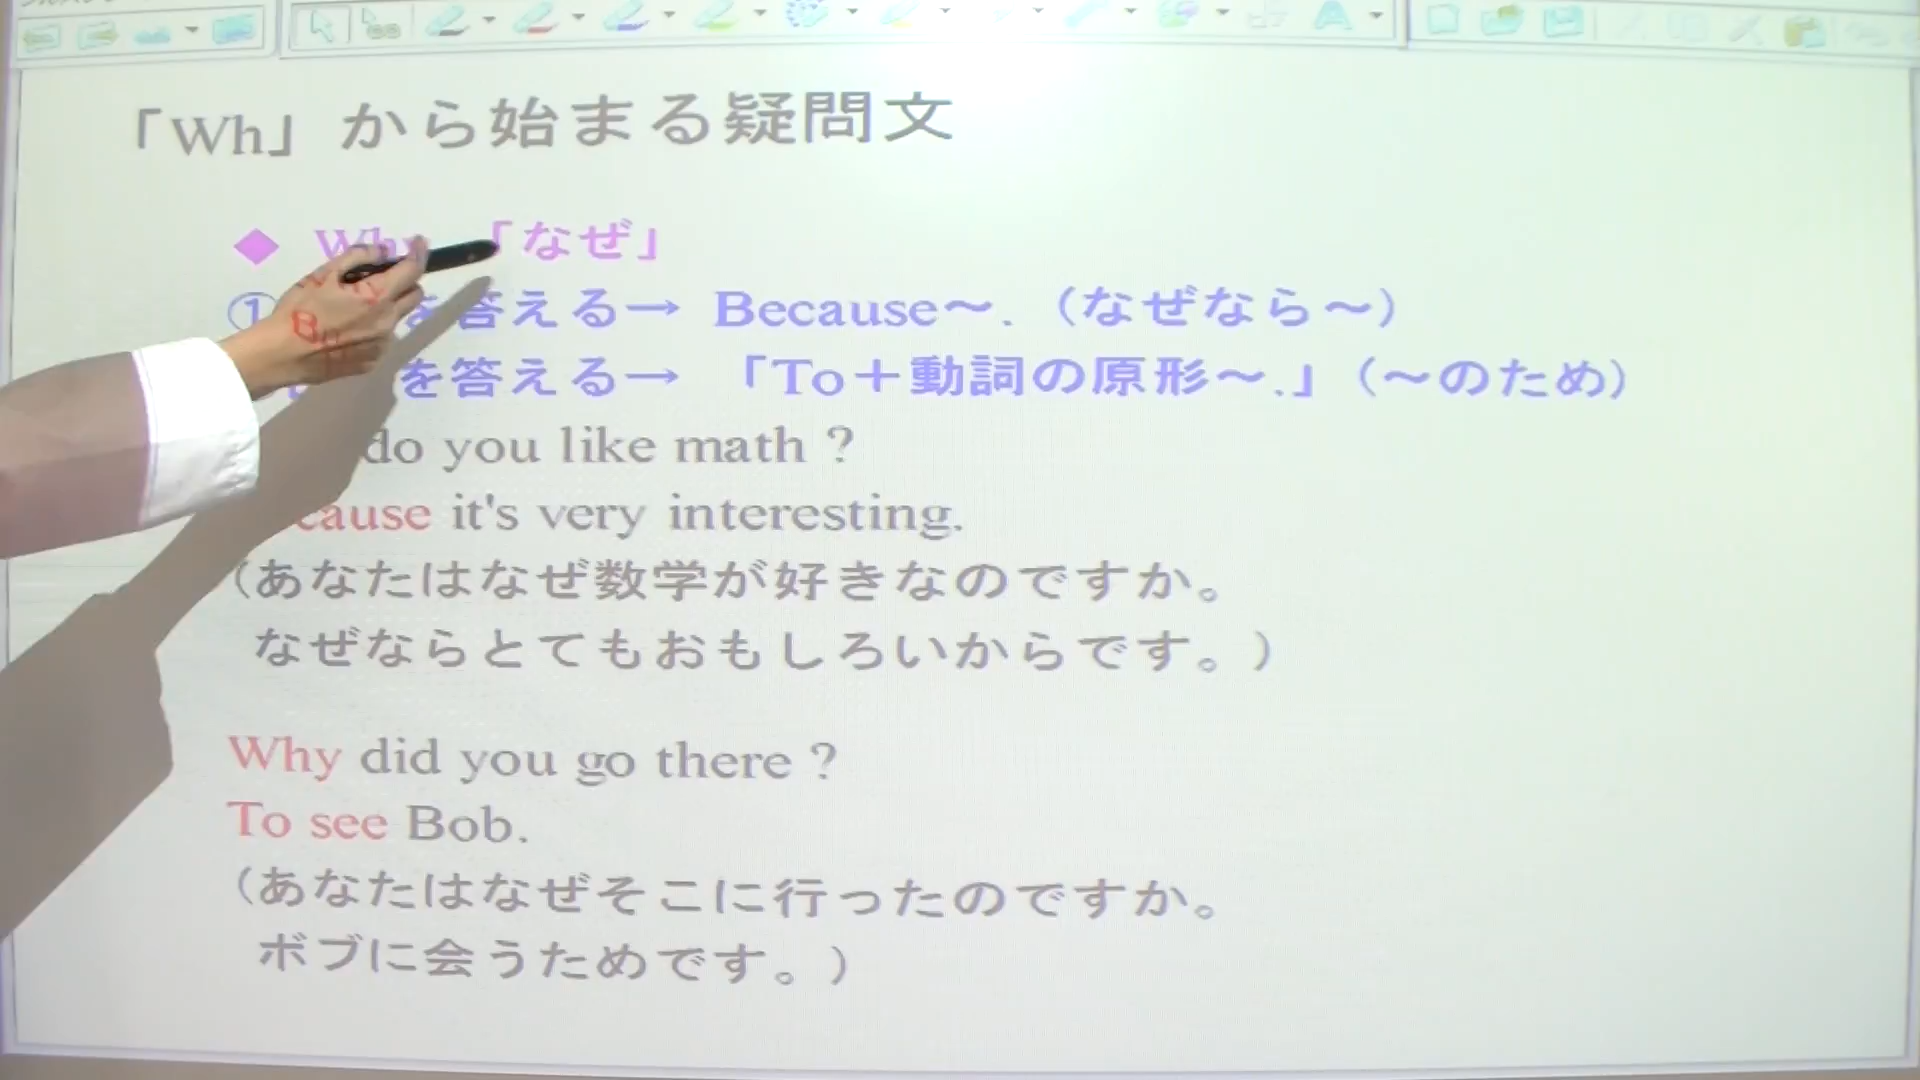 「Wh」から始まる疑問文
◆ Why 「なぜ」
① を答える→ Because～. (なぜなら～)
を答える→ 「To＋動詞の原形～.」(～のため)
do you like math ?
cause it's very interesting.
(あなたはなぜ数学が好きなのですか。
なぜならとてもおもしろいからです。)
Why did you go there ?
To see Bob.
(あなたはなぜそこに行ったのですか。
ボブに会うためです。)